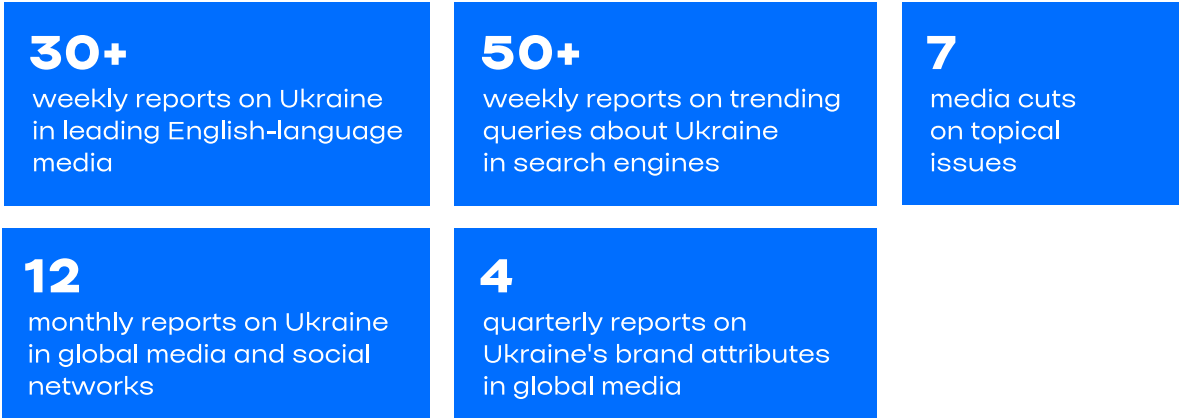 30+
weekly reports on Ukraine
in leading English-language
media
50+
weekly reports on trending
queries about Ukraine
in search engines
7
media cuts
on topical
issues
12
monthly reports on Ukraine
in global media and social
networks
4
quarterly reports on
Ukraine's brand attributes
in global media